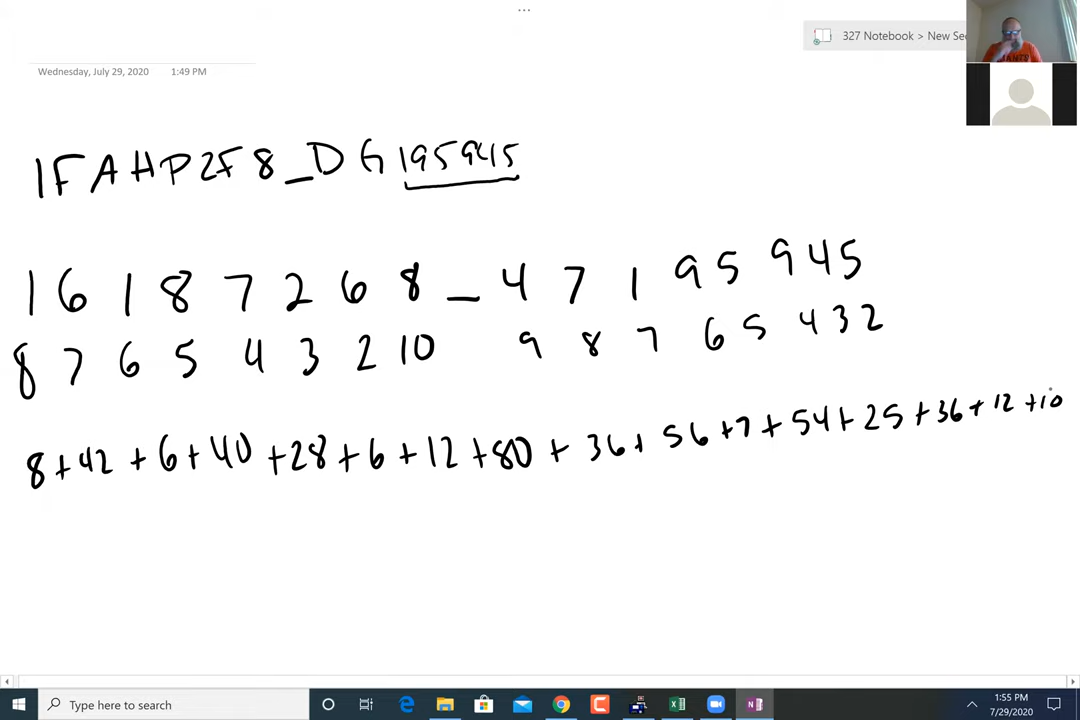 ...
327 Notebook > New Sec
Wednesday, July 29, 2020 1:49 PM
1FAHP2F8_DG195945
1 6 1 8 7 2 6 8 _ 4 7 1 9 5 9 4 5
8 7 6 5 4 3 2 10 9 8 7 6 5 4 3 2
8+42+6+40+28+6+12+80+36+56+7+54+25+36+12+10
Type here to search
1:55 PM
7/29/2020